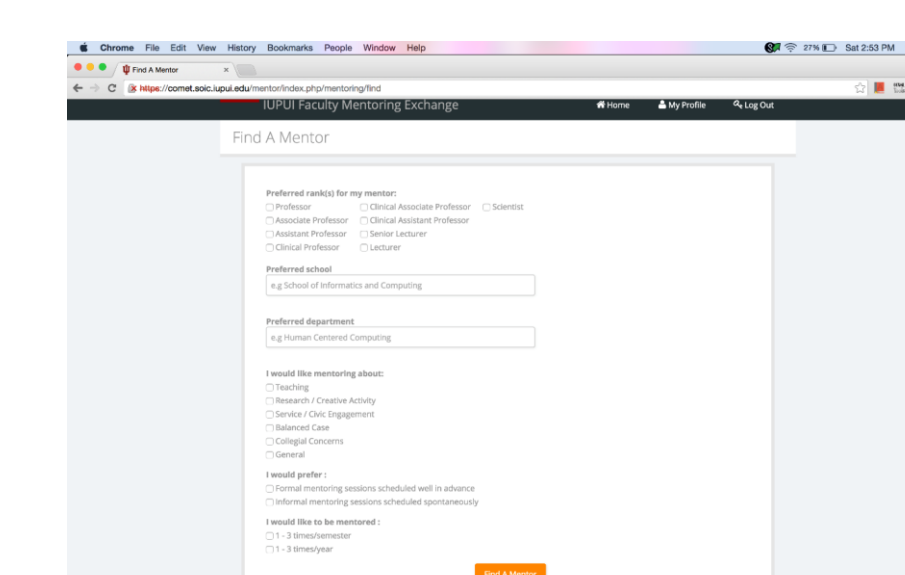 Chrome File Edit View History Bookmarks People Window Help 27% Sat 2:53 PM
Find A Mentor ×
https://comet.soic.iupui.edu/mentor/index.php/mentoring/find
IUPUI Faculty Mentoring Exchange Home My Profile Log Out
Find A Mentor
Preferred rank(s) for my mentor:
Professor Clinical Associate Professor Scientist
Associate Professor Clinical Assistant Professor
Assistant Professor Senior Lecturer
Clinical Professor Lecturer
Preferred school
e.g School of Informatics and Computing
Preferred department
e.g Human Centered Computing
I would like mentoring about:
Teaching
Research / Creative Activity
Service / Civic Engagement
Balanced Case
Collegial Concerns
General
I would prefer :
Formal mentoring sessions scheduled well in advance
Informal mentoring sessions scheduled spontaneously
I would like to be mentored :
1 - 3 times/semester
1 - 3 times/year
Find A Mentor